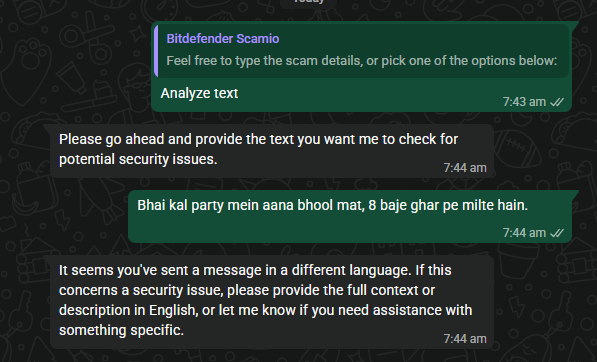 Today
Bitdefender Scamio
Feel free to type the scam details, or pick one of the options below:
Analyze text
7:43 am
Please go ahead and provide the text you want me to check for
potential security issues.
7:44 am
Bhai kal party mein aana bhool mat, 8 baje ghar pe milte hain.
7:44 am
It seems you've sent a message in a different language. If this
concerns a security issue, please provide the full context or
description in English, or let me know if you need assistance with
something specific.
7:44 am